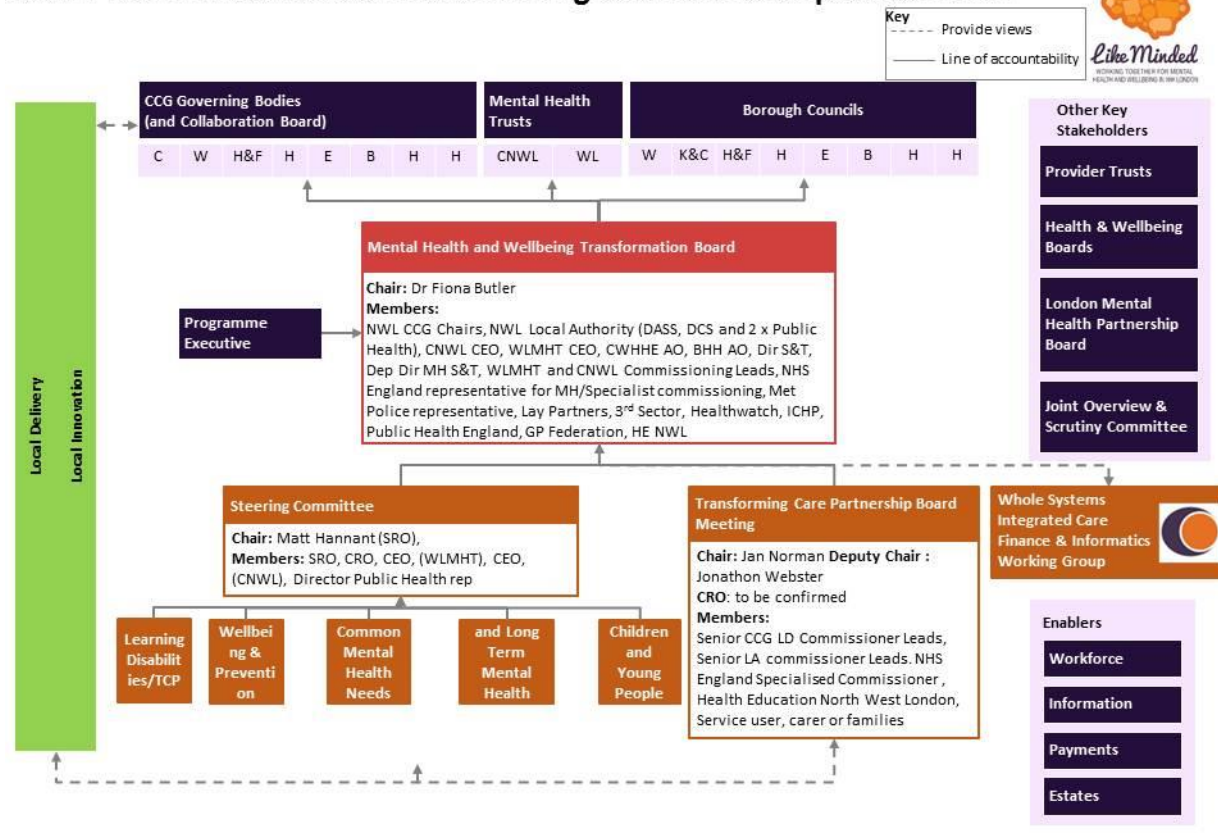 Key
Provide views
Line of accountability
Like Minded
WORKING TOGETHER FOR MENTAL
HEALTH AND WELLBEING IN NW LONDON
CCG Governing Bodies
(and Collaboration Board)
C W H&F H E B H H
Mental Health
Trusts
CNWL WL
Borough Councils
W K&C H&F H E B H H
Other Key
Stakeholders
Provider Trusts
Health & Wellbeing
Boards
London Mental
Health Partnership
Board
Joint Overview &
Scrutiny Committee
Local Delivery
Local Innovation
Programme
Executive
Mental Health and Wellbeing Transformation Board
Chair: Dr Fiona Butler
Members:
NWL CCG Chairs, NWL Local Authority (DASS, DCS and 2 x Public
Health), CNWL CEO, WLMHT CEO, CWHHE AO, BHH AO, Dir S&T,
Dep Dir MH S&T, WLMHT and CNWL Commissioning Leads, NHS
England representative for MH/Specialist commissioning, Met
Police representative, Lay Partners, 3rd Sector, Healthwatch, ICHP,
Public Health England, GP Federation, HE NWL
Steering Committee
Chair: Matt Hannant (SRO),
Members: SRO, CRO, CEO, (WLMHT), CEO,
(CNWL), Director Public Health rep
Learning
Disabilit
ies/TCP
Wellbei
ng &
Preventi
on
Common
Mental
Health
Needs
and Long
Term
Mental
Health
Children
and
Young
People
Transforming Care Partnership Board
Meeting
Chair: Jan Norman Deputy Chair :
Jonathon Webster
CRO: to be confirmed
Members:
Senior CCG LD Commissioner Leads,
Senior LA commissioner Leads. NHS
England Specialised Commissioner ,
Health Education North West London,
Service user, carer or families
Whole Systems
Integrated Care
Finance & Informatics
Working Group
Enablers
Workforce
Information
Payments
Estates